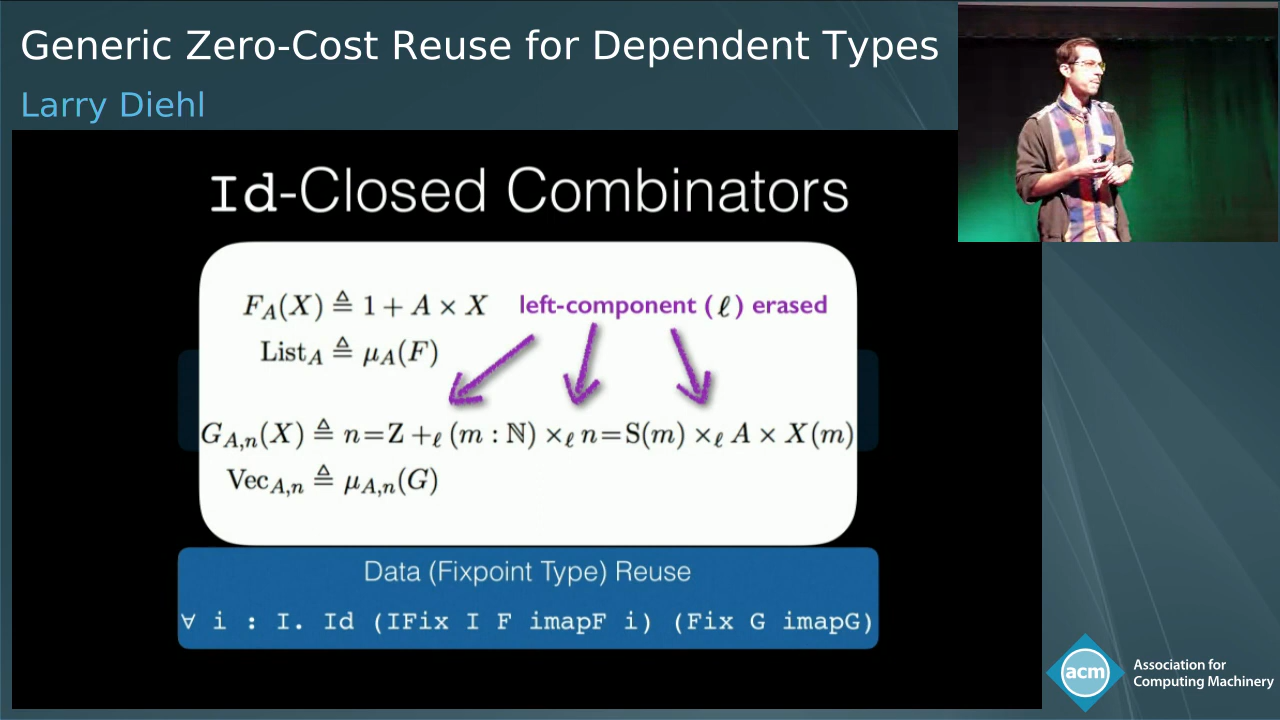 Generic Zero-Cost Reuse for Dependent Types
Larry Diehl
Id-Closed Combinators
F_A(X) ≜ 1 + A × X
left-component (ℓ) erased
List_A ≜ μ_A(F)
G_{A,n}(X) ≜ n=Z +_ℓ (m : ℕ) ×_ℓ n=S(m) ×_ℓ A × X(m)
Vec_{A,n} ≜ μ_{A,n}(G)
Data (Fixpoint Type) Reuse
∀ i : I. Id (IFix I F imapF i) (Fix G imapG)
acm
Association for
Computing Machinery